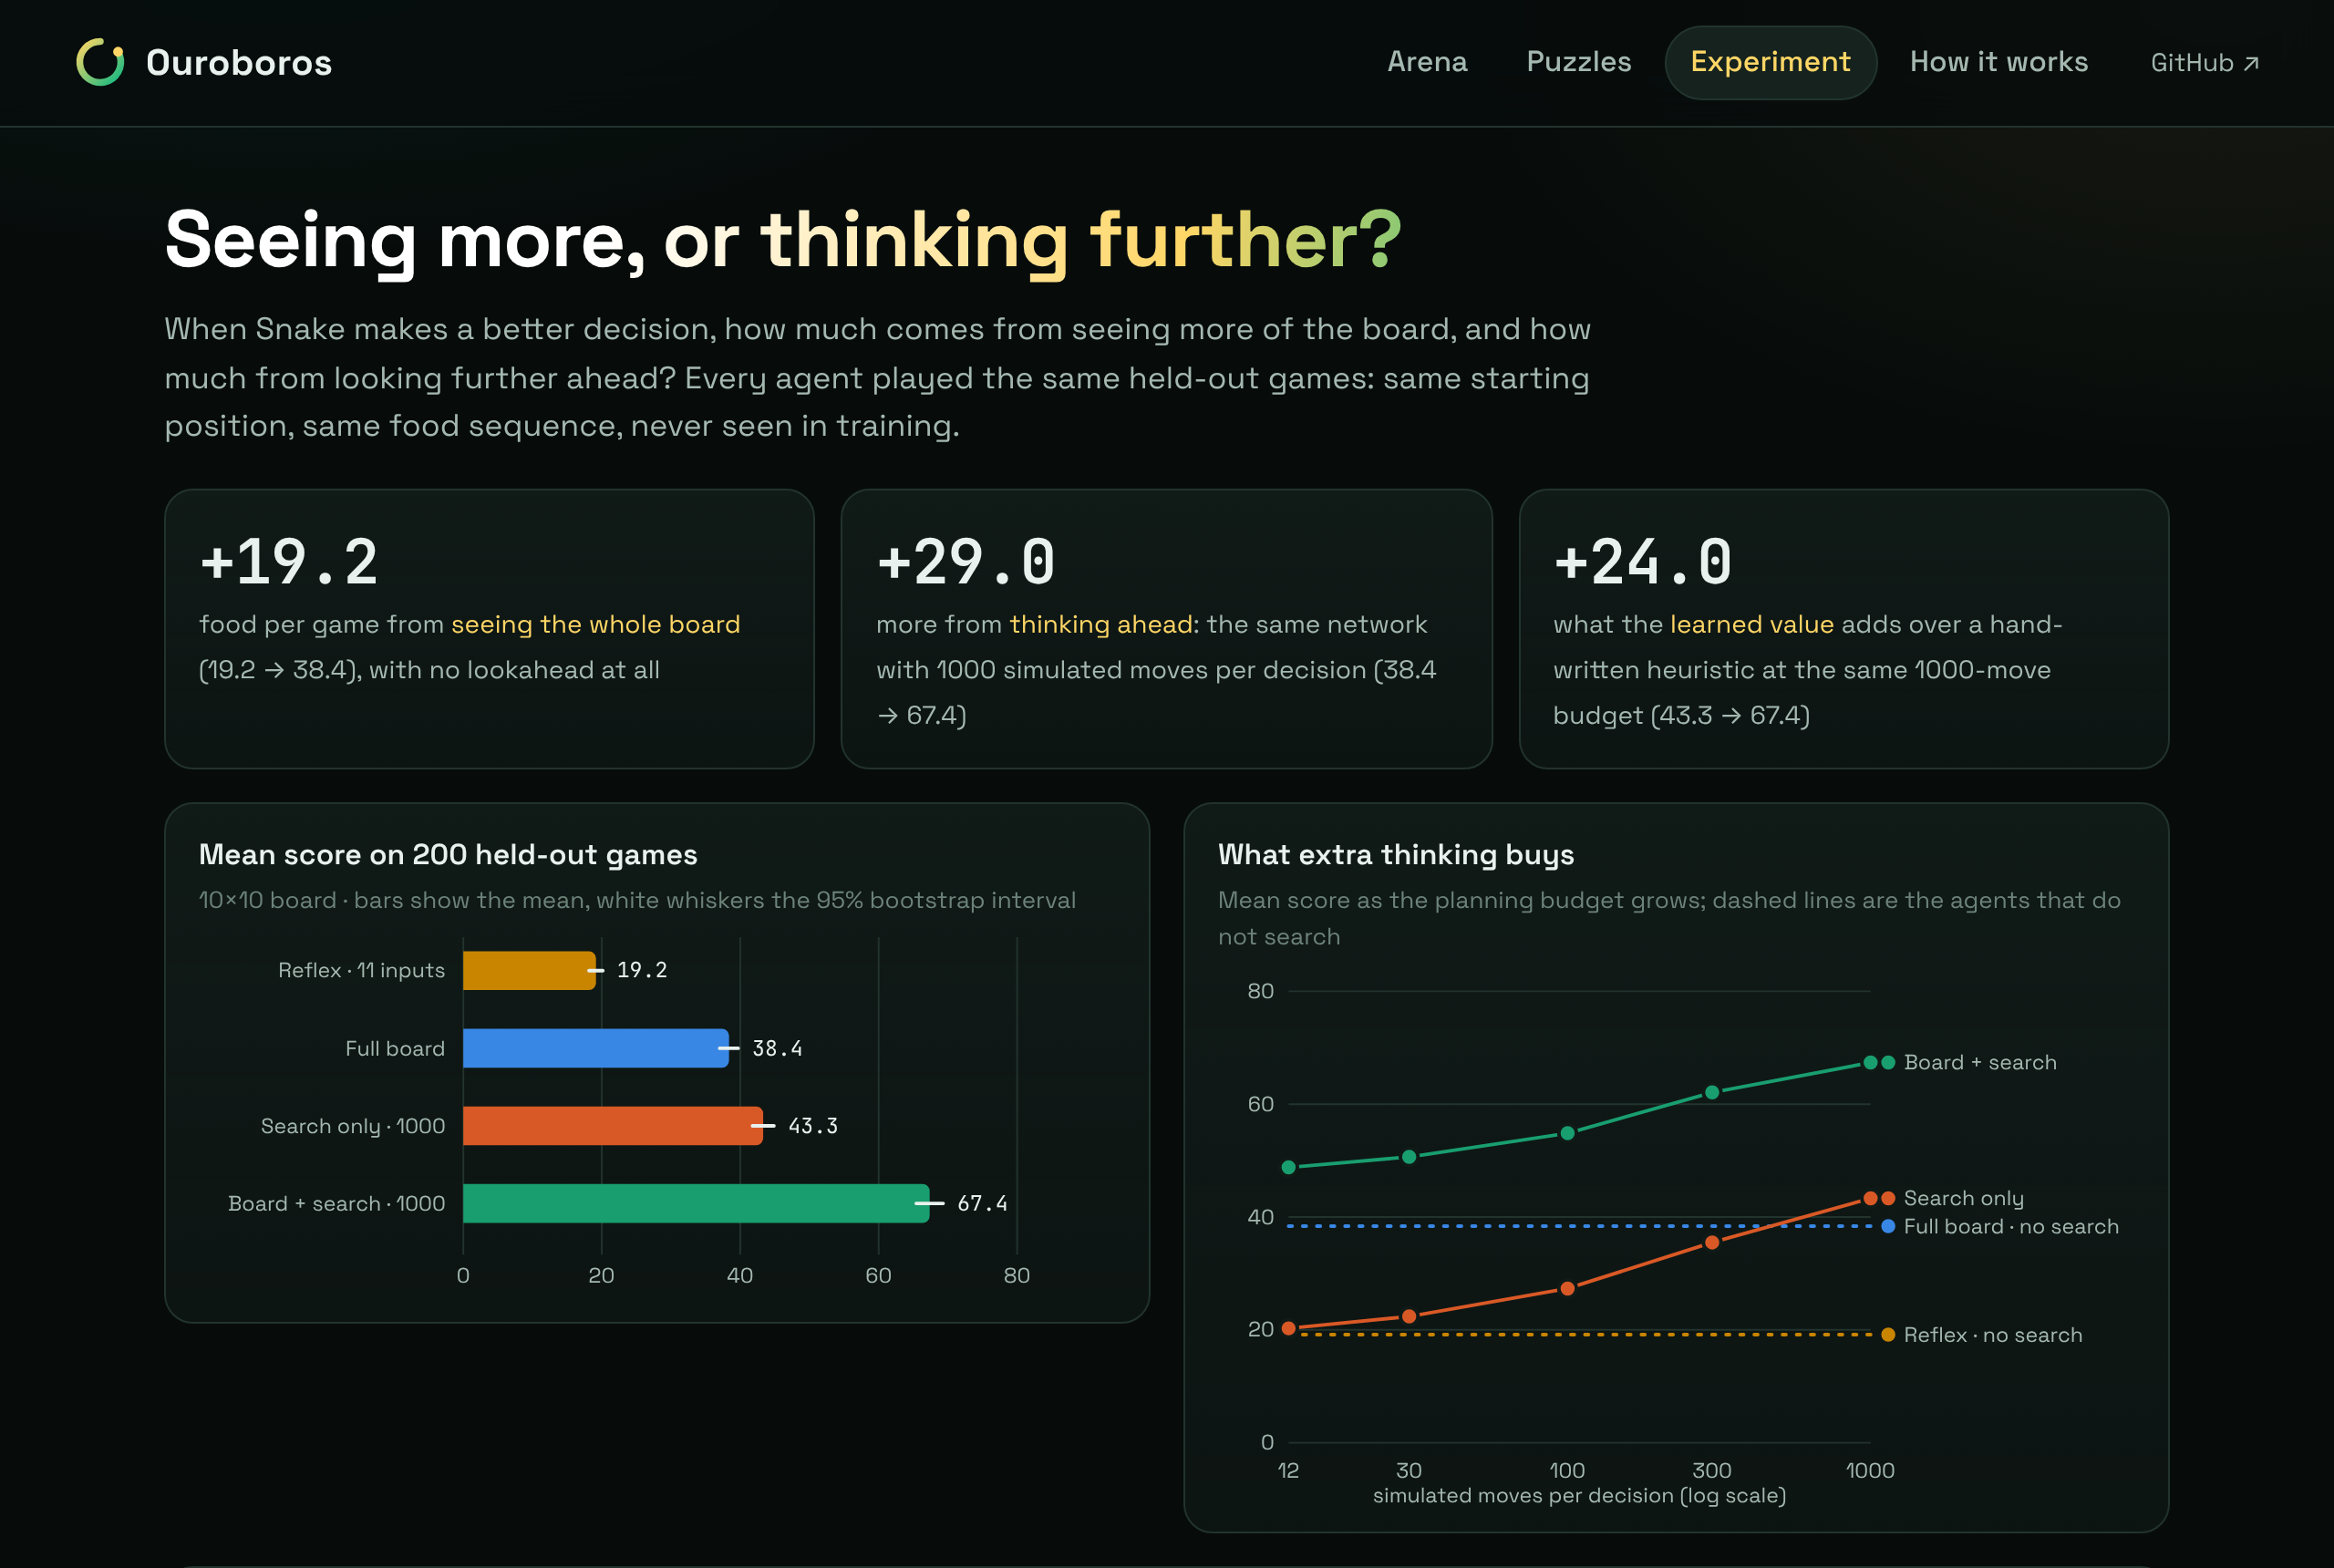 Ouroboros
Arena
Puzzles
Experiment
How it works
GitHub ↗
Seeing more, or thinking further?
When Snake makes a better decision, how much comes from seeing more of the board, and how
much from looking further ahead? Every agent played the same held-out games: same starting
position, same food sequence, never seen in training.
+19.2
food per game from seeing the whole board
(19.2 → 38.4), with no lookahead at all
+29.0
more from thinking ahead: the same network
with 1000 simulated moves per decision (38.4
→ 67.4)
+24.0
what the learned value adds over a hand-
written heuristic at the same 1000-move
budget (43.3 → 67.4)
Mean score on 200 held-out games
10×10 board · bars show the mean, white whiskers the 95% bootstrap interval
Reflex · 11 inputs
19.2
Full board
38.4
Search only · 1000
43.3
Board + search · 1000
67.4
0
20
40
60
80
What extra thinking buys
Mean score as the planning budget grows; dashed lines are the agents that do
not search
80
60
40
20
0
Board + search
Search only
Full board · no search
Reflex · no search
12
30
100
300
1000
simulated moves per decision (log scale)